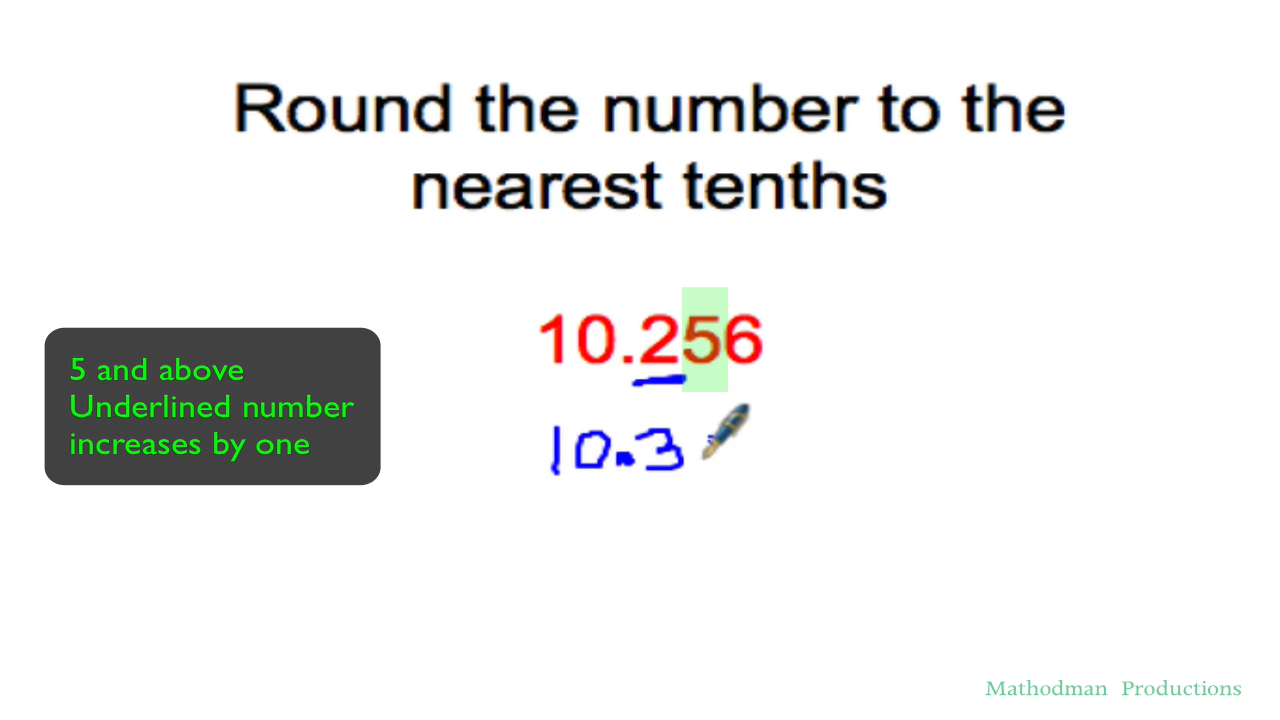 Round the number to the
nearest tenths
10.256
5 and above
Underlined number
increases by one
10.3
Mathodman Productions